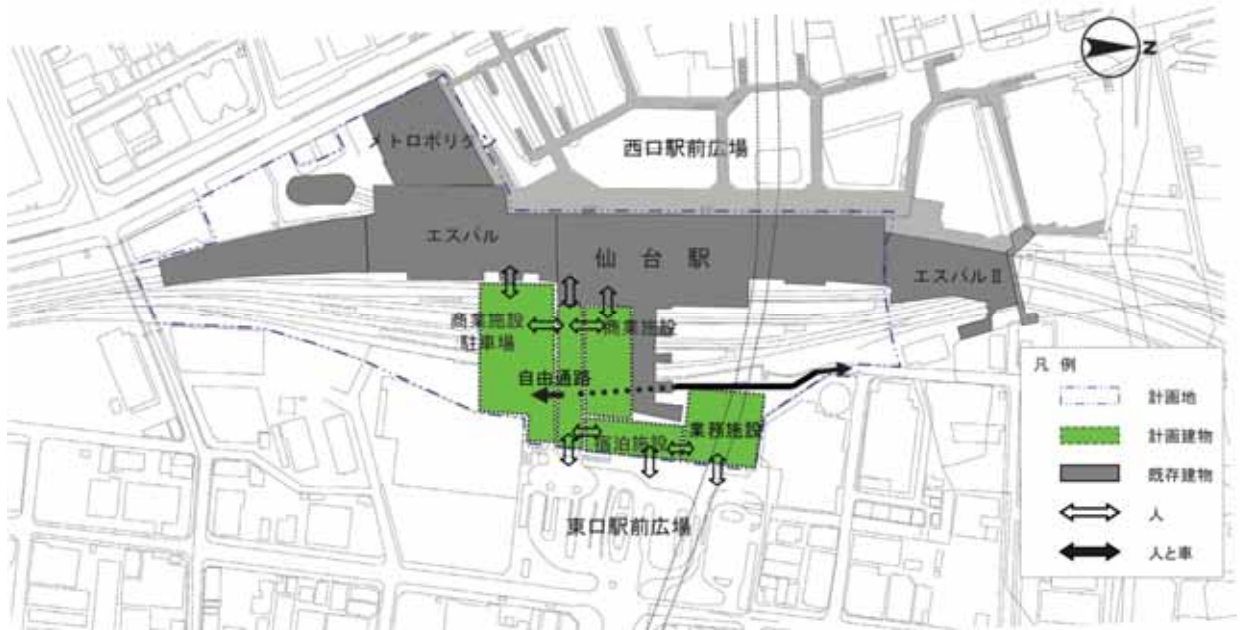 N
メトロポリタン
西口駅前広場
エスパル
仙台駅
エスパルⅡ
商業施設
駐車場
商業施設
自由通路
宿泊施設
業務施設
東口駅前広場
凡 例
計画地
計画建物
既存建物
人
人と車